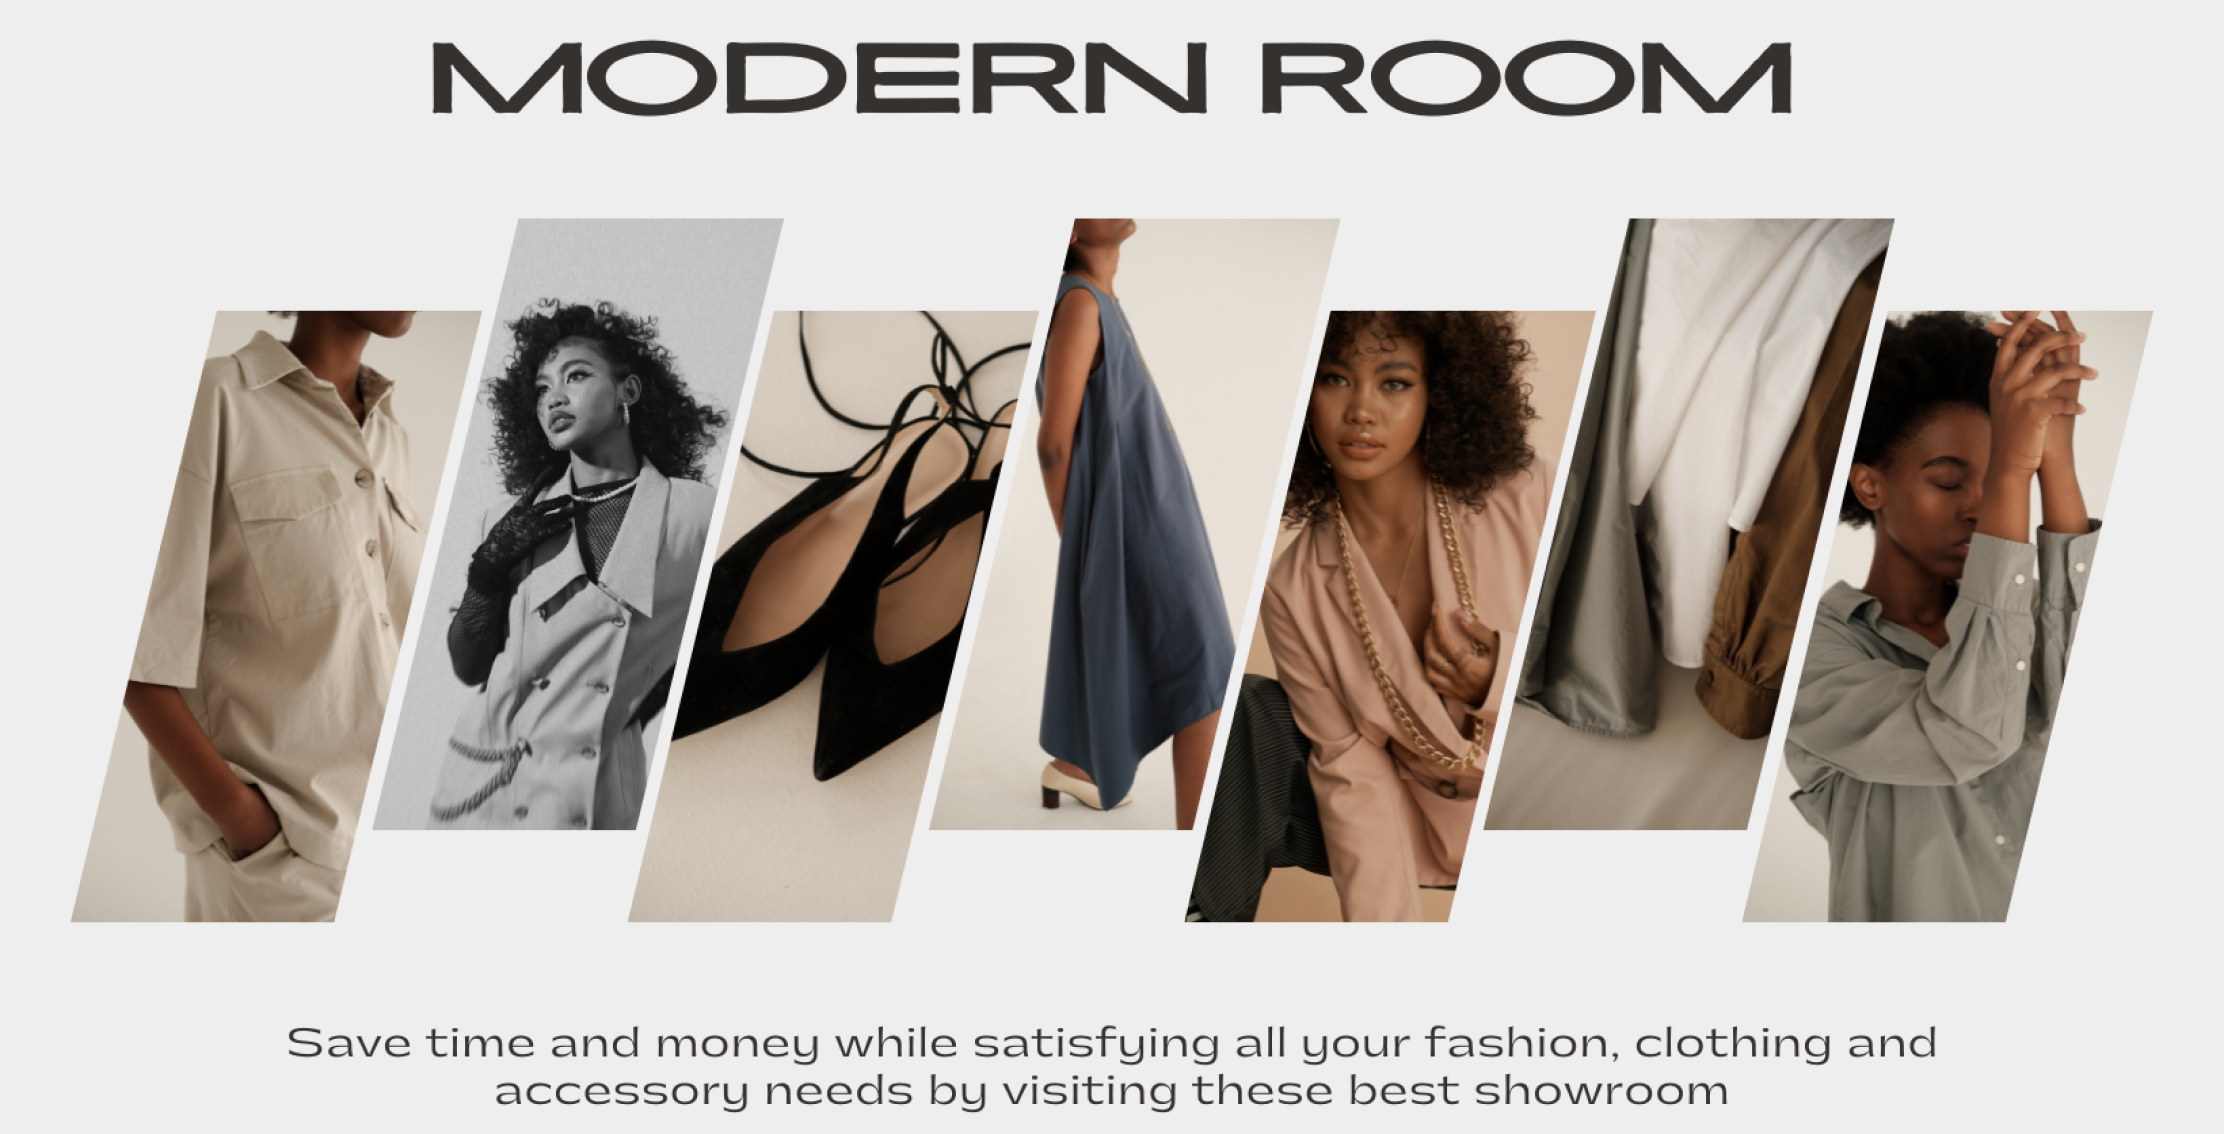 MODERN ROOM
Save time and money while satisfying all your fashion, clothing and
accessory needs by visiting these best showroom